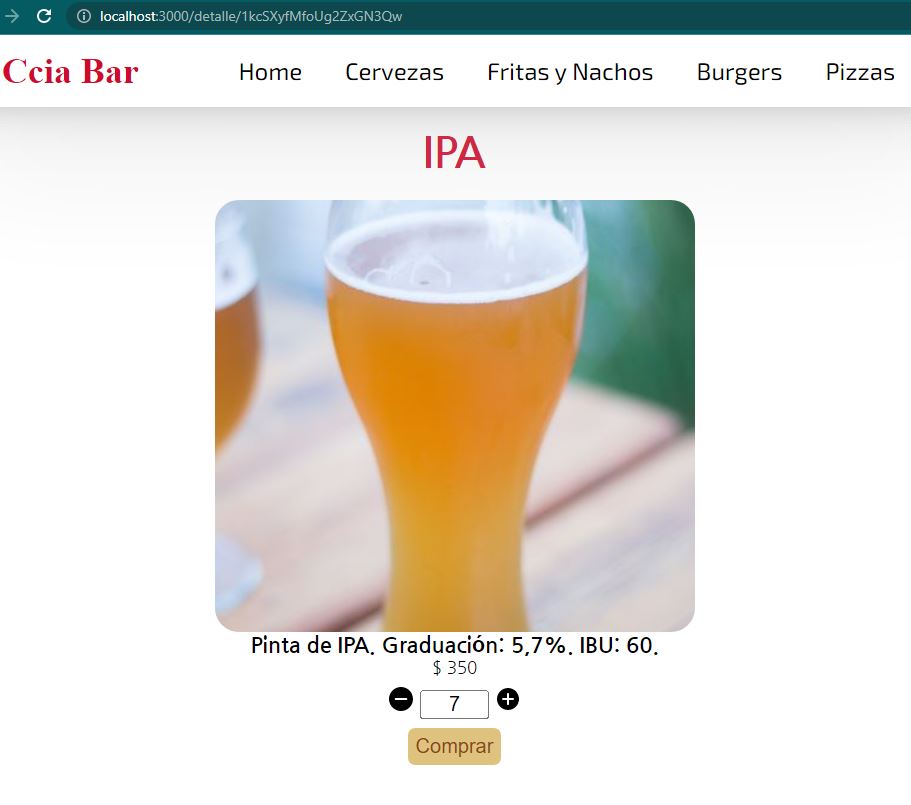 localhost:3000/detalle/1kcSXyfMfoUg2ZxGN3Qw
Ccia Bar Home Cervezas Fritas y Nachos Burgers Pizzas
IPA
Pinta de IPA. Graduación: 5,7%. IBU: 60.
$ 350
7
Comprar